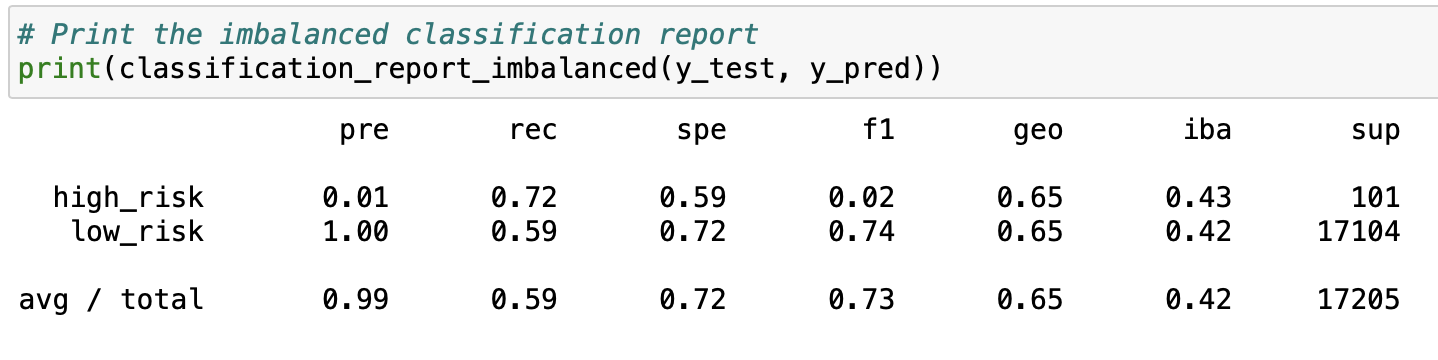 # Print the imbalanced classification report
print(classification_report_imbalanced(y_test, y_pred))
pre rec spe f1 geo iba sup
high_risk 0.01 0.72 0.59 0.02 0.65 0.43 101
low_risk 1.00 0.59 0.72 0.74 0.65 0.42 17104
avg / total 0.99 0.59 0.72 0.73 0.65 0.42 17205